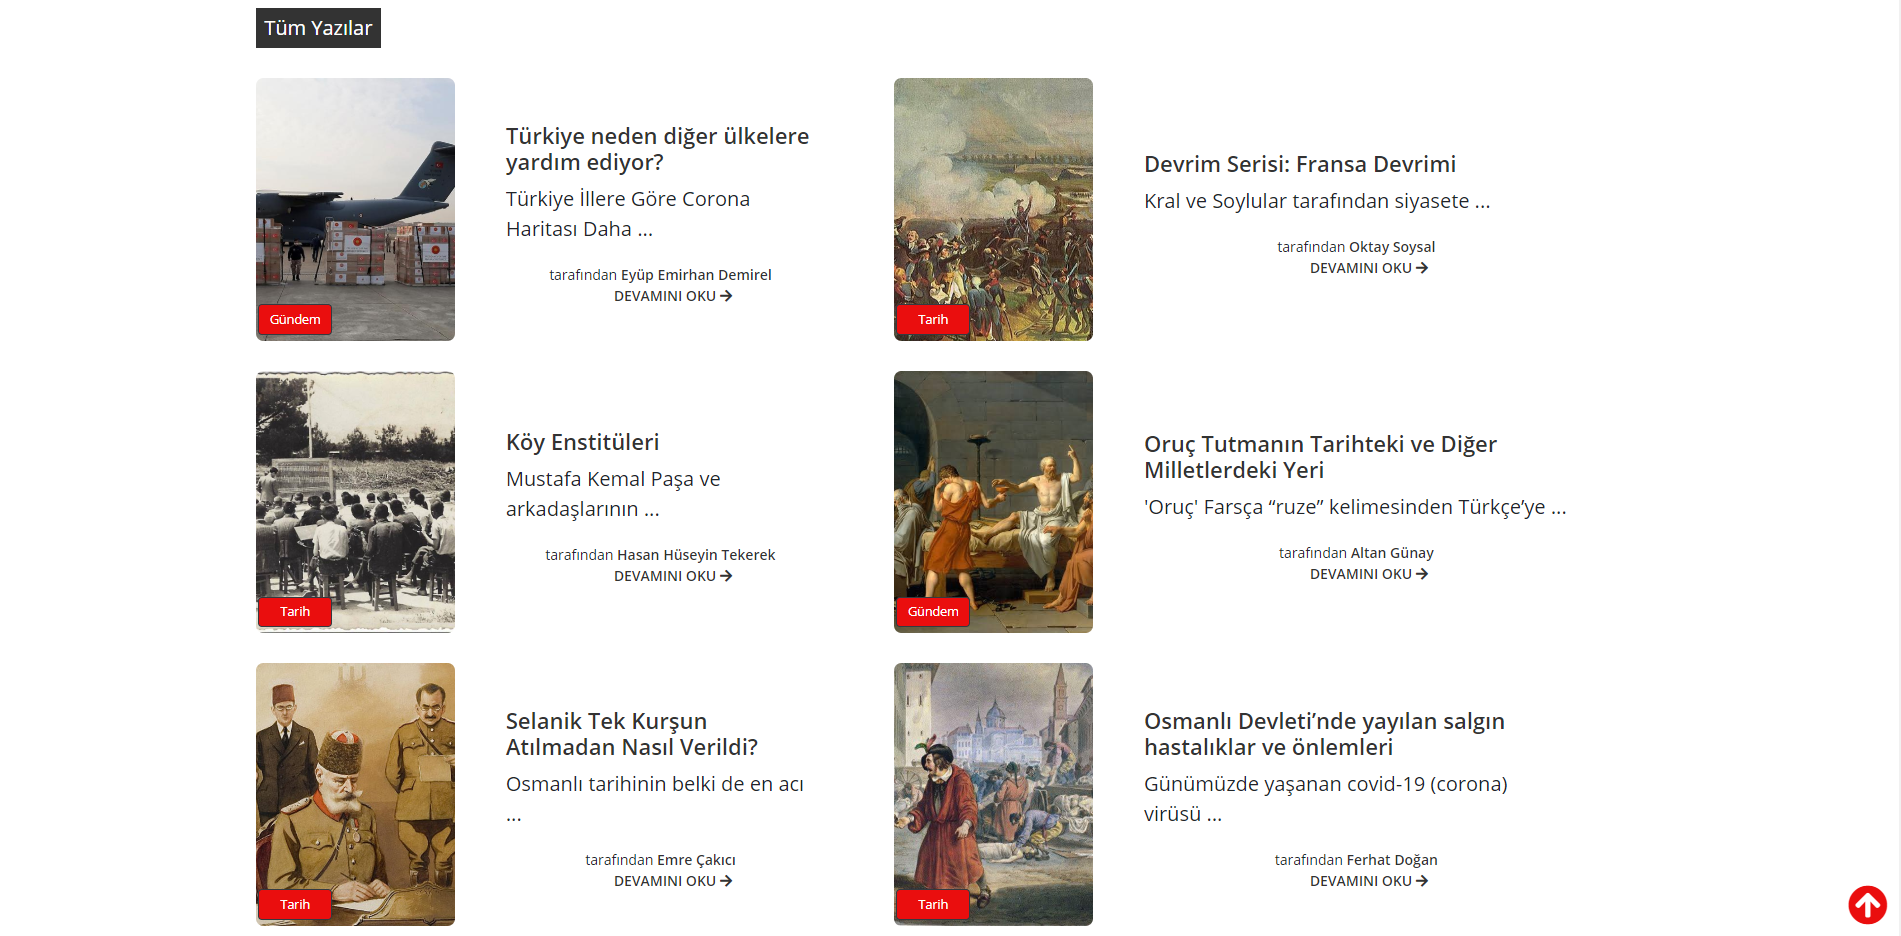 Tüm Yazılar
Türkiye neden diğer ülkelere
yardım ediyor?
Türkiye İllere Göre Corona
Haritası Daha ...
tarafından Eyüp Emirhan Demirel
DEVAMINI OKU
Gündem
Devrim Serisi: Fransa Devrimi
Kral ve Soylular tarafından siyasete ...
tarafından Oktay Soysal
DEVAMINI OKU
Tarih
Köy Enstitüleri
Mustafa Kemal Paşa ve
arkadaşlarının ...
tarafından Hasan Hüseyin Tekerek
DEVAMINI OKU
Tarih
Oruç Tutmanın Tarihteki ve Diğer
Milletlerdeki Yeri
'Oruç' Farsça “ruze” kelimesinden Türkçe’ye ...
tarafından Altan Günay
DEVAMINI OKU
Gündem
Selanik Tek Kurşun
Atılmadan Nasıl Verildi?
Osmanlı tarihinin belki de en acı
...
tarafından Emre Çakıcı
DEVAMINI OKU
Tarih
Osmanlı Devleti’nde yayılan salgın
hastalıklar ve önlemleri
Günümüzde yaşanan covid-19 (corona)
virüsü ...
tarafından Ferhat Doğan
DEVAMINI OKU
Tarih